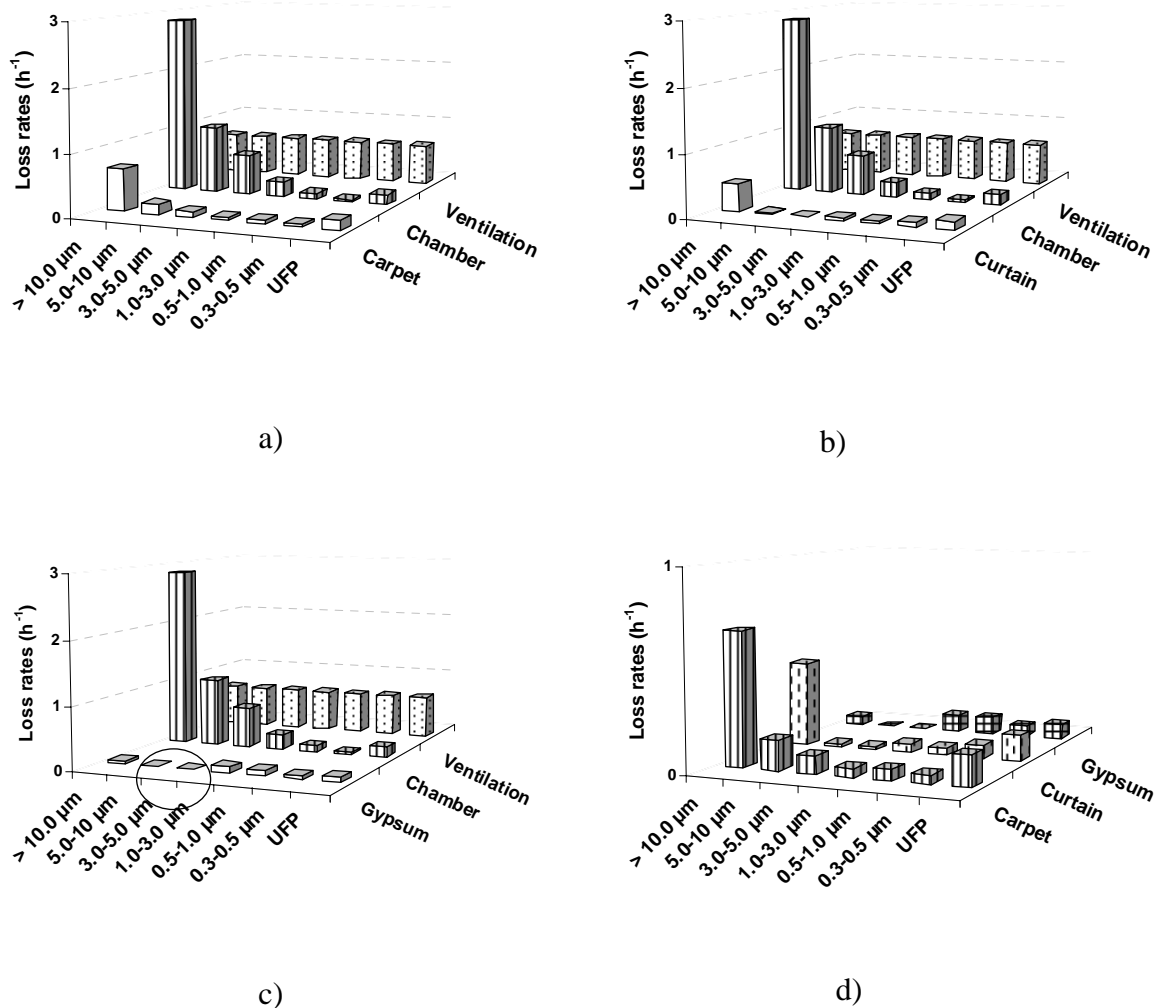 3
2
1
0
Loss rates (h⁻¹)
> 10.0 µm
5.0-10 µm
3.0-5.0 µm
1.0-3.0 µm
0.5-1.0 µm
0.3-0.5 µm
UFP
Carpet
Chamber
Ventilation
a)
3
2
1
0
Loss rates (h⁻¹)
> 10.0 µm
5.0-10 µm
3.0-5.0 µm
1.0-3.0 µm
0.5-1.0 µm
0.3-0.5 µm
UFP
Curtain
Chamber
Ventilation
b)
3
2
1
0
Loss rates (h⁻¹)
> 10.0 µm
5.0-10 µm
3.0-5.0 µm
1.0-3.0 µm
0.5-1.0 µm
0.3-0.5 µm
UFP
Gypsum
Chamber
Ventilation
c)
1
0
Loss rates (h⁻¹)
> 10.0 µm
5.0-10 µm
3.0-5.0 µm
1.0-3.0 µm
0.5-1.0 µm
0.3-0.5 µm
UFP
Carpet
Curtain
Gypsum
d)